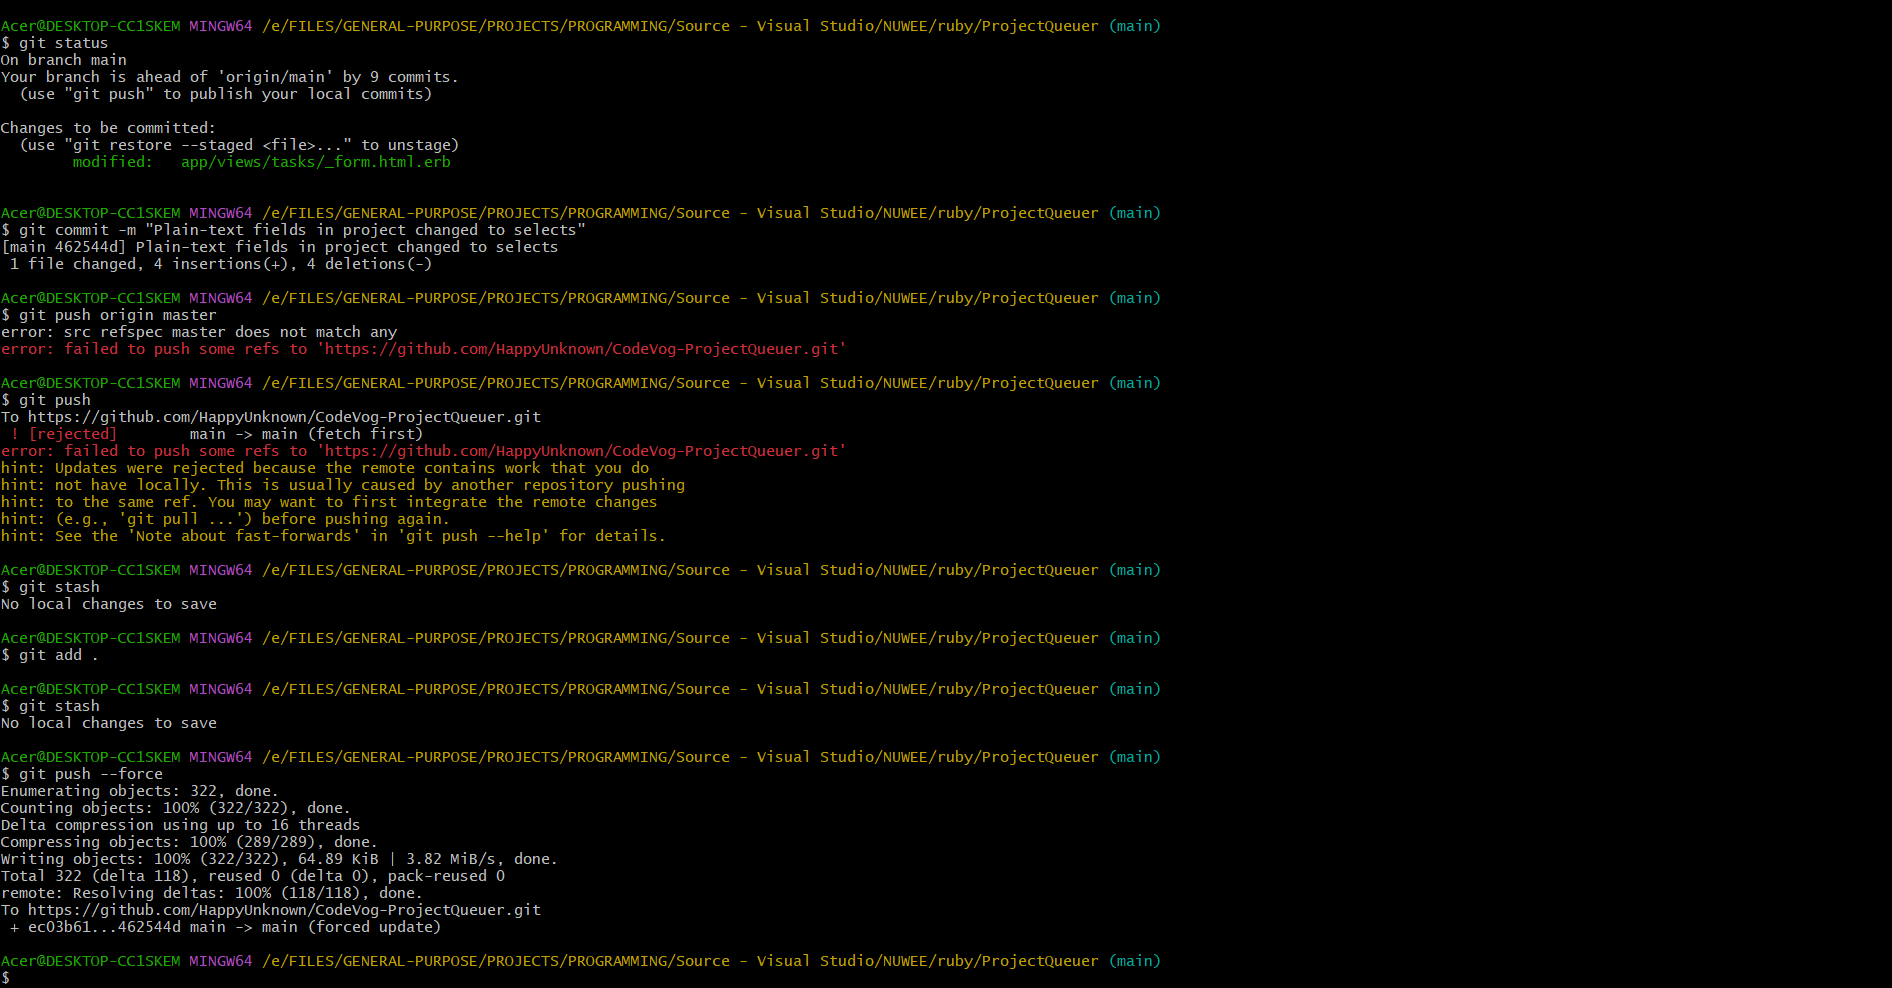 Acer@DESKTOP-CC1SKEM MINGW64 /e/FILES/GENERAL-PURPOSE/PROJECTS/PROGRAMMING/Source - Visual Studio/NUWEE/ruby/ProjectQueuer (main)
$ git status
On branch main
Your branch is ahead of 'origin/main' by 9 commits.
  (use "git push" to publish your local commits)

Changes to be committed:
  (use "git restore --staged <file>..." to unstage)
        modified:   app/views/tasks/_form.html.erb

Acer@DESKTOP-CC1SKEM MINGW64 /e/FILES/GENERAL-PURPOSE/PROJECTS/PROGRAMMING/Source - Visual Studio/NUWEE/ruby/ProjectQueuer (main)
$ git commit -m "Plain-text fields in project changed to selects"
[main 462544d] Plain-text fields in project changed to selects
 1 file changed, 4 insertions(+), 4 deletions(-)

Acer@DESKTOP-CC1SKEM MINGW64 /e/FILES/GENERAL-PURPOSE/PROJECTS/PROGRAMMING/Source - Visual Studio/NUWEE/ruby/ProjectQueuer (main)
$ git push origin master
error: src refspec master does not match any
error: failed to push some refs to 'https://github.com/HappyUnknown/CodeVog-ProjectQueuer.git'

Acer@DESKTOP-CC1SKEM MINGW64 /e/FILES/GENERAL-PURPOSE/PROJECTS/PROGRAMMING/Source - Visual Studio/NUWEE/ruby/ProjectQueuer (main)
$ git push
To https://github.com/HappyUnknown/CodeVog-ProjectQueuer.git
 ! [rejected]        main -> main (fetch first)
error: failed to push some refs to 'https://github.com/HappyUnknown/CodeVog-ProjectQueuer.git'
hint: Updates were rejected because the remote contains work that you do
hint: not have locally. This is usually caused by another repository pushing
hint: to the same ref. You may want to first integrate the remote changes
hint: (e.g., 'git pull ...') before pushing again.
hint: See the 'Note about fast-forwards' in 'git push --help' for details.

Acer@DESKTOP-CC1SKEM MINGW64 /e/FILES/GENERAL-PURPOSE/PROJECTS/PROGRAMMING/Source - Visual Studio/NUWEE/ruby/ProjectQueuer (main)
$ git stash
No local changes to save

Acer@DESKTOP-CC1SKEM MINGW64 /e/FILES/GENERAL-PURPOSE/PROJECTS/PROGRAMMING/Source - Visual Studio/NUWEE/ruby/ProjectQueuer (main)
$ git add .

Acer@DESKTOP-CC1SKEM MINGW64 /e/FILES/GENERAL-PURPOSE/PROJECTS/PROGRAMMING/Source - Visual Studio/NUWEE/ruby/ProjectQueuer (main)
$ git stash
No local changes to save

Acer@DESKTOP-CC1SKEM MINGW64 /e/FILES/GENERAL-PURPOSE/PROJECTS/PROGRAMMING/Source - Visual Studio/NUWEE/ruby/ProjectQueuer (main)
$ git push --force
Enumerating objects: 322, done.
Counting objects: 100% (322/322), done.
Delta compression using up to 16 threads
Compressing objects: 100% (289/289), done.
Writing objects: 100% (322/322), 64.89 KiB | 3.82 MiB/s, done.
Total 322 (delta 118), reused 0 (delta 0), pack-reused 0
remote: Resolving deltas: 100% (118/118), done.
To https://github.com/HappyUnknown/CodeVog-ProjectQueuer.git
 + ec03b61...462544d main -> main (forced update)

Acer@DESKTOP-CC1SKEM MINGW64 /e/FILES/GENERAL-PURPOSE/PROJECTS/PROGRAMMING/Source - Visual Studio/NUWEE/ruby/ProjectQueuer (main)
$